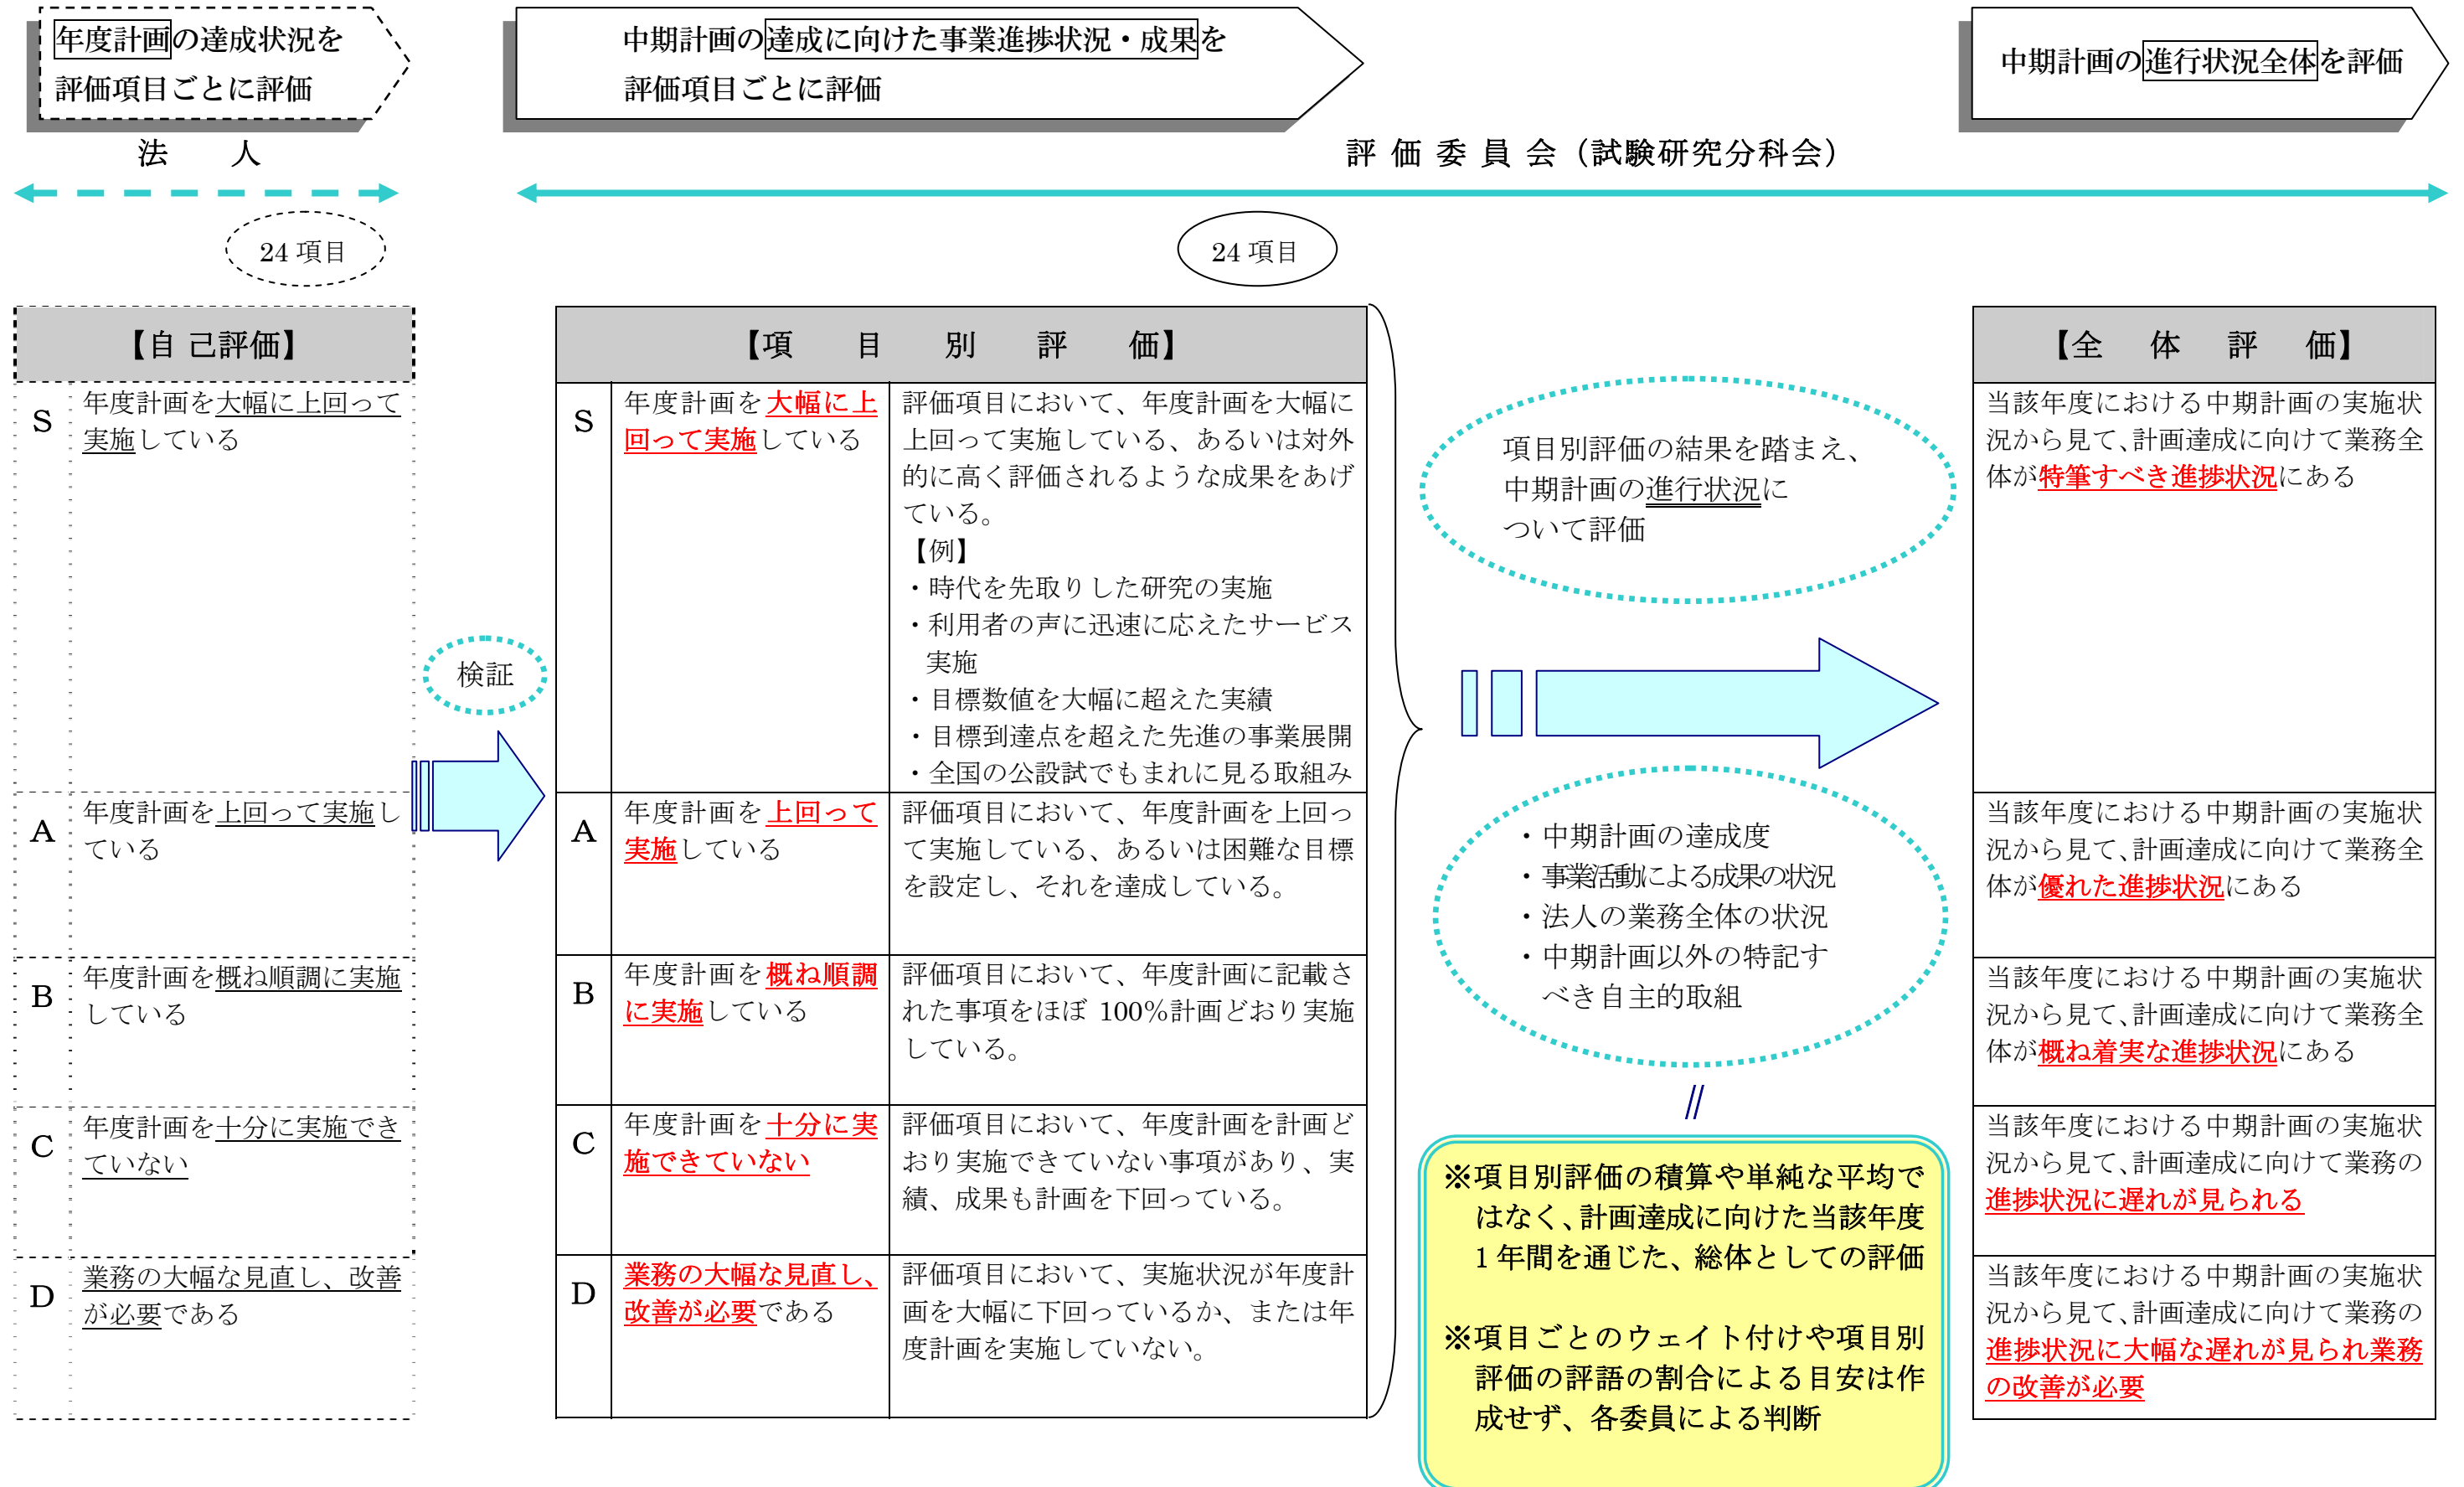 年度計画の達成状況を
評価項目ごとに評価
中期計画の達成に向けた事業進捗状況・成果を
評価項目ごとに評価
中期計画の進行状況全体を評価
法　人
評 価 委 員 会（試験研究分科会）
24 項目
24 項目
【自 己評価】
S
年度計画を大幅に上回って
実施している
A
年度計画を上回って実施し
ている
B
年度計画を概ね順調に実施
している
C
年度計画を十分に実施でき
ていない
D
業務の大幅な見直し、改善
が必要である
検証
【項　目　別　評　価】
S
年度計画を大幅に上
回って実施している
評価項目において、年度計画を大幅に
上回って実施している、あるいは対外
的に高く評価されるような成果をあげ
ている。
【例】
・時代を先取りした研究の実施
・利用者の声に迅速に応えたサービス
実施
・目標数値を大幅に超えた実績
・目標到達点を超えた先進の事業展開
・全国の公設試でもまれに見る取組み
A
年度計画を上回って
実施している
評価項目において、年度計画を上回っ
て実施している、あるいは困難な目標
を設定し、それを達成している。
B
年度計画を概ね順調
に実施している
評価項目において、年度計画に記載さ
れた事項をほぼ 100％計画どおり実施
している。
C
年度計画を十分に実
施できていない
評価項目において、年度計画を計画ど
おり実施できていない事項があり、実
績、成果も計画を下回っている。
D
業務の大幅な見直し、
改善が必要である
評価項目において、実施状況が年度計
画を大幅に下回っているか、または年
度計画を実施していない。
項目別評価の結果を踏まえ、
中期計画の進行状況に
ついて評価
・中期計画の達成度
・事業活動による成果の状況
・法人の業務全体の状況
・中期計画以外の特記す
べき自主的取組
※項目別評価の積算や単純な平均で
はなく、計画達成に向けた当該年度
1 年間を通じた、総体としての評価
※項目ごとのウェイト付けや項目別
評価の評語の割合による目安は作
成せず、各委員による判断
【全　体　評　価】
当該年度における中期計画の実施状
況から見て、計画達成に向けて業務全
体が特筆すべき進捗状況にある
当該年度における中期計画の実施状
況から見て、計画達成に向けて業務全
体が優れた進捗状況にある
当該年度における中期計画の実施状
況から見て、計画達成に向けて業務全
体が概ね着実な進捗状況にある
当該年度における中期計画の実施状
況から見て、計画達成に向けて業務の
進捗状況に遅れが見られる
当該年度における中期計画の実施状
況から見て、計画達成に向けて業務の
進捗状況に大幅な遅れが見られ業務
の改善が必要